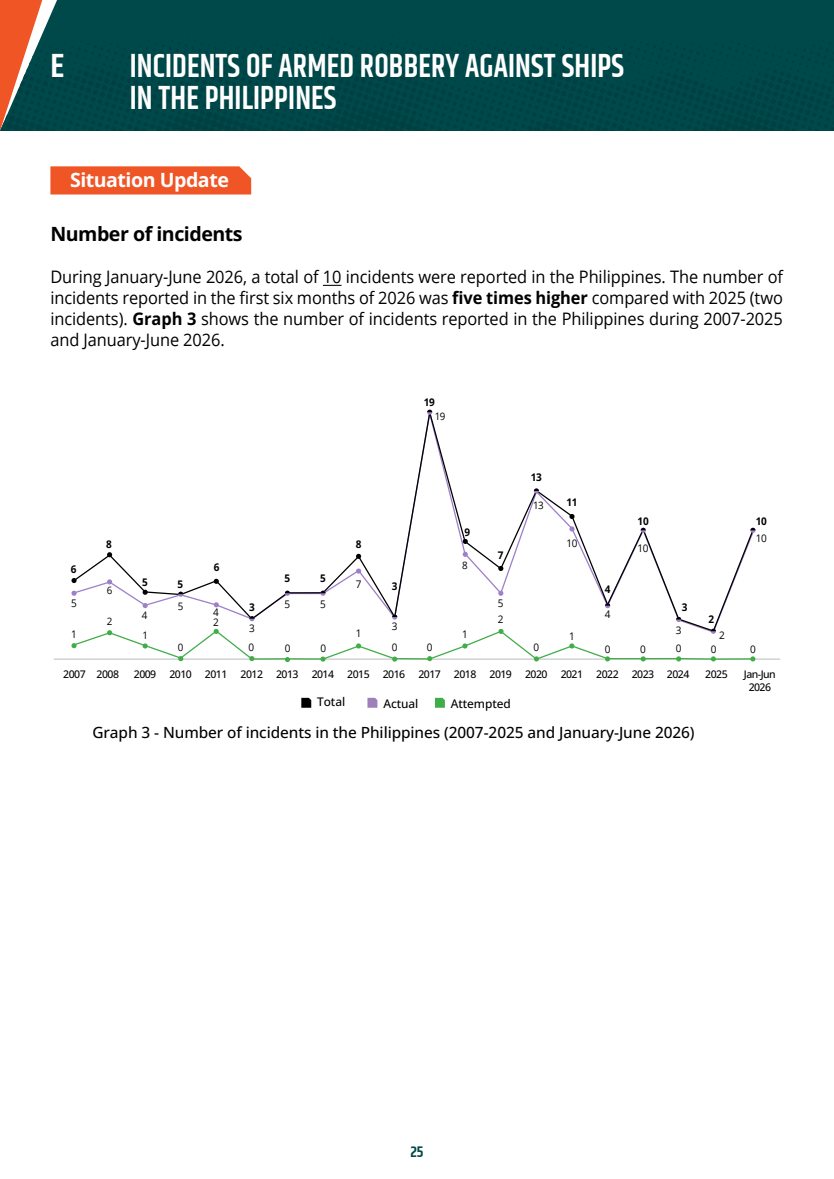 E
INCIDENTS OF ARMED ROBBERY AGAINST SHIPS
IN THE PHILIPPINES
Situation Update
Number of incidents
During January-June 2026, a total of 10 incidents were reported in the Philippines. The number of
incidents reported in the first six months of 2026 was five times higher compared with 2025 (two
incidents). Graph 3 shows the number of incidents reported in the Philippines during 2007-2025
and January-June 2026.
6 8 5 5 6 3 5 5 8 3 19 9 7 13 11 4 10 3 2 10
5 6 4 5 4 3 5 5 7 3 19 8 5 13 10 4 10 3 2 10
1 2 1 0 2 0 0 0 1 0 0 1 2 0 1 0 0 0 0 0
2007 2008 2009 2010 2011 2012 2013 2014 2015 2016 2017 2018 2019 2020 2021 2022 2023 2024 2025 Jan-Jun
2026
Total Actual Attempted
Graph 3 - Number of incidents in the Philippines (2007-2025 and January-June 2026)
25